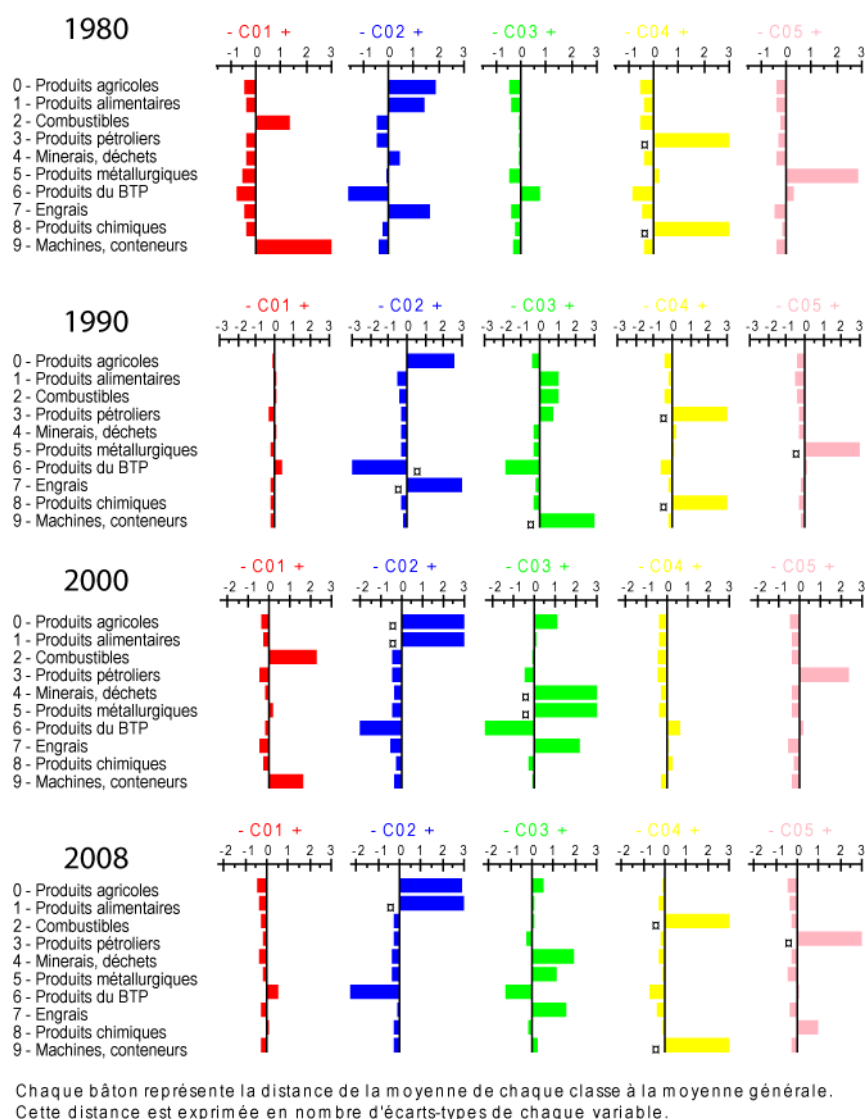 1980
- C01 + - C02 + - C03 + - C04 + - C05 +
-1 0 1 2 3 -1 0 1 2 3 -1 0 1 2 3 -1 0 1 2 3 -1 0 1 2 3
0 - Produits agricoles
1 - Produits alimentaires
2 - Combustibles
3 - Produits pétroliers
4 - Minerais, déchets
5 - Produits métallurgiques
6 - Produits du BTP
7 - Engrais
8 - Produits chimiques
9 - Machines, conteneurs
1990
- C01 + - C02 + - C03 + - C04 + - C05 +
-3 -2 -1 0 1 2 3 -3 -2 -1 0 1 2 3 -3 -2 -1 0 1 2 3 -3 -2 -1 0 1 2 3 -3 -2 -1 0 1 2 3
0 - Produits agricoles
1 - Produits alimentaires
2 - Combustibles
3 - Produits pétroliers
4 - Minerais, déchets
5 - Produits métallurgiques
6 - Produits du BTP
7 - Engrais
8 - Produits chimiques
9 - Machines, conteneurs
2000
- C01 + - C02 + - C03 + - C04 + - C05 +
-2 -1 0 1 2 3 -2 -1 0 1 2 3 -2 -1 0 1 2 3 -2 -1 0 1 2 3 -2 -1 0 1 2 3
0 - Produits agricoles
1 - Produits alimentaires
2 - Combustibles
3 - Produits pétroliers
4 - Minerais, déchets
5 - Produits métallurgiques
6 - Produits du BTP
7 - Engrais
8 - Produits chimiques
9 - Machines, conteneurs
2008
- C01 + - C02 + - C03 + - C04 + - C05 +
-2 -1 0 1 2 3 -2 -1 0 1 2 3 -2 -1 0 1 2 3 -2 -1 0 1 2 3 -2 -1 0 1 2 3
0 - Produits agricoles
1 - Produits alimentaires
2 - Combustibles
3 - Produits pétroliers
4 - Minerais, déchets
5 - Produits métallurgiques
6 - Produits du BTP
7 - Engrais
8 - Produits chimiques
9 - Machines, conteneurs
Chaque bâton représente la distance de la moyenne de chaque classe à la moyenne générale.
Cette distance est exprimée en nombre d'écarts-types de chaque variable.